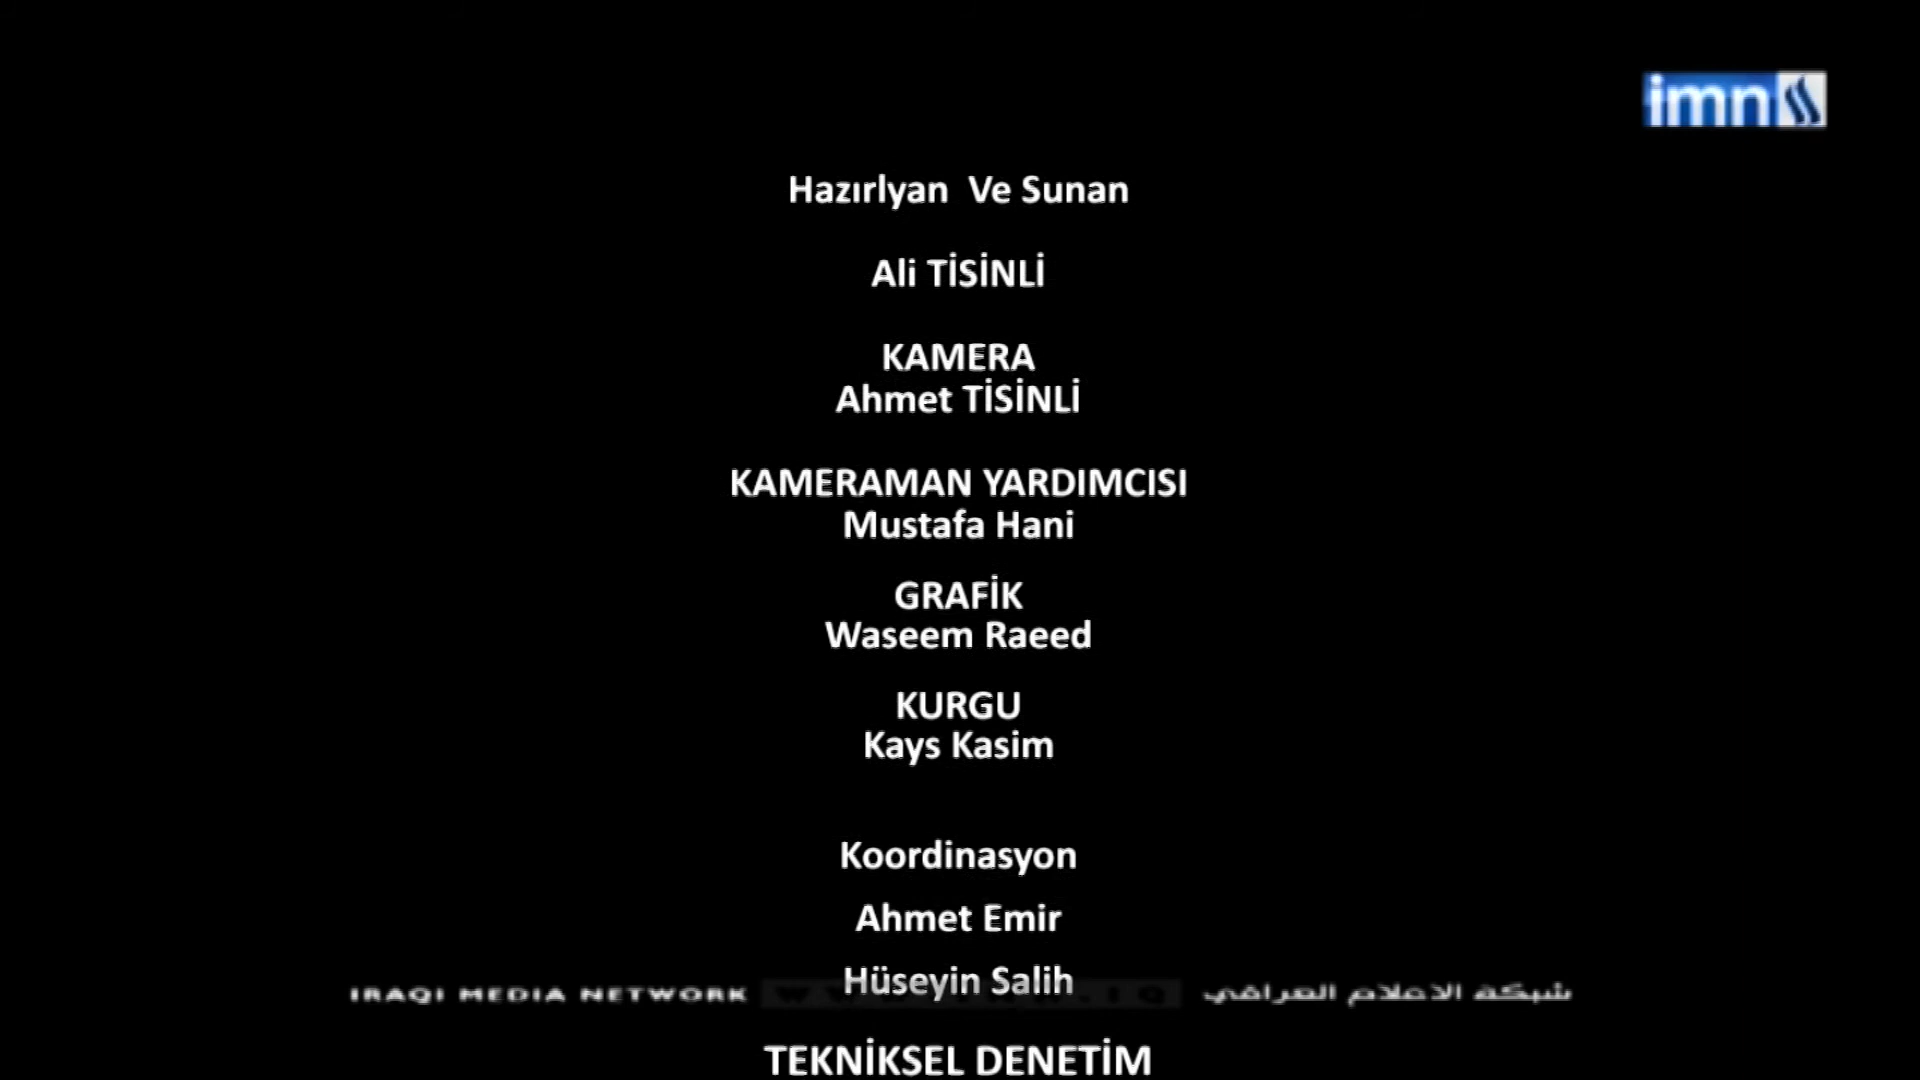 imn
Hazırlyan Ve Sunan
Ali TİSİNLİ
KAMERA
Ahmet TİSİNLİ
KAMERAMAN YARDIMCISI
Mustafa Hani
GRAFİK
Waseem Raeed
KURGU
Kays Kasim
Koordinasyon
Ahmet Emir
Hüseyin Salih
IRAQI MEDIA NETWORK
شبكة الاعلام العراقي
TEKNİKSEL DENETİM